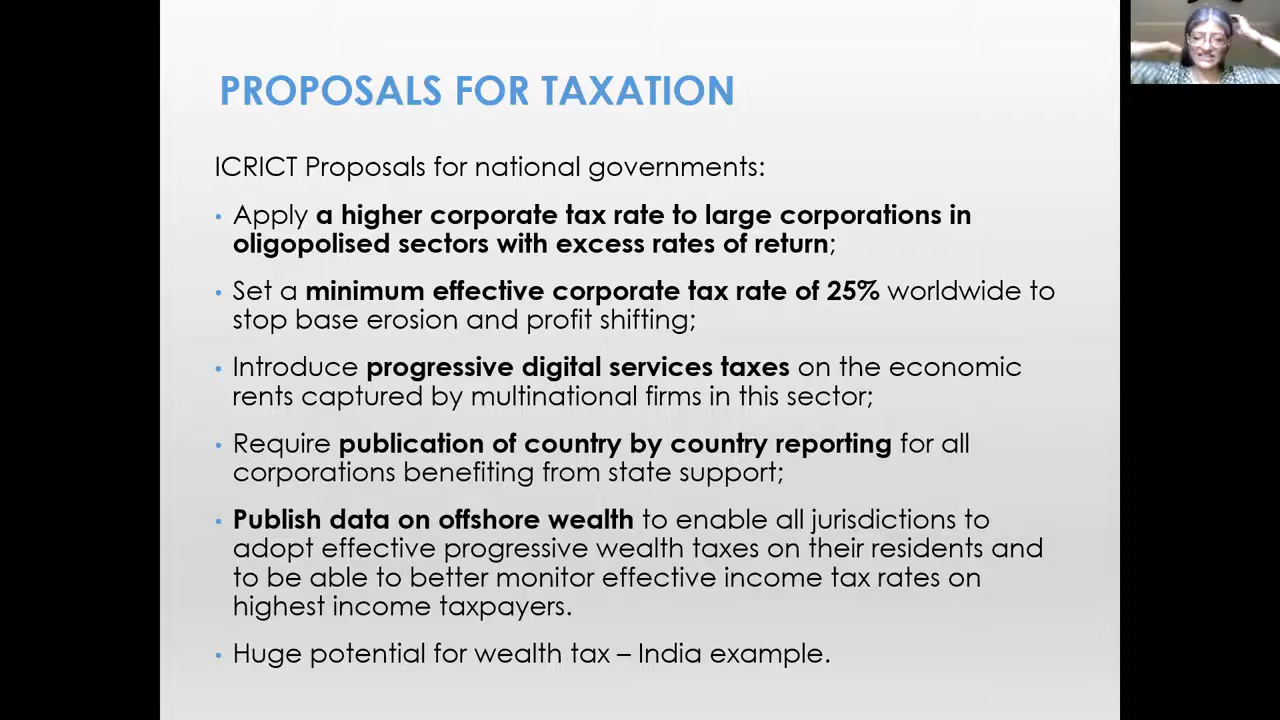 PROPOSALS FOR TAXATION
ICRICT Proposals for national governments:
• Apply a higher corporate tax rate to large corporations in
oligopolised sectors with excess rates of return;
• Set a minimum effective corporate tax rate of 25% worldwide to
stop base erosion and profit shifting;
• Introduce progressive digital services taxes on the economic
rents captured by multinational firms in this sector;
• Require publication of country by country reporting for all
corporations benefiting from state support;
• Publish data on offshore wealth to enable all jurisdictions to
adopt effective progressive wealth taxes on their residents and
to be able to better monitor effective income tax rates on
highest income taxpayers.
• Huge potential for wealth tax – India example.